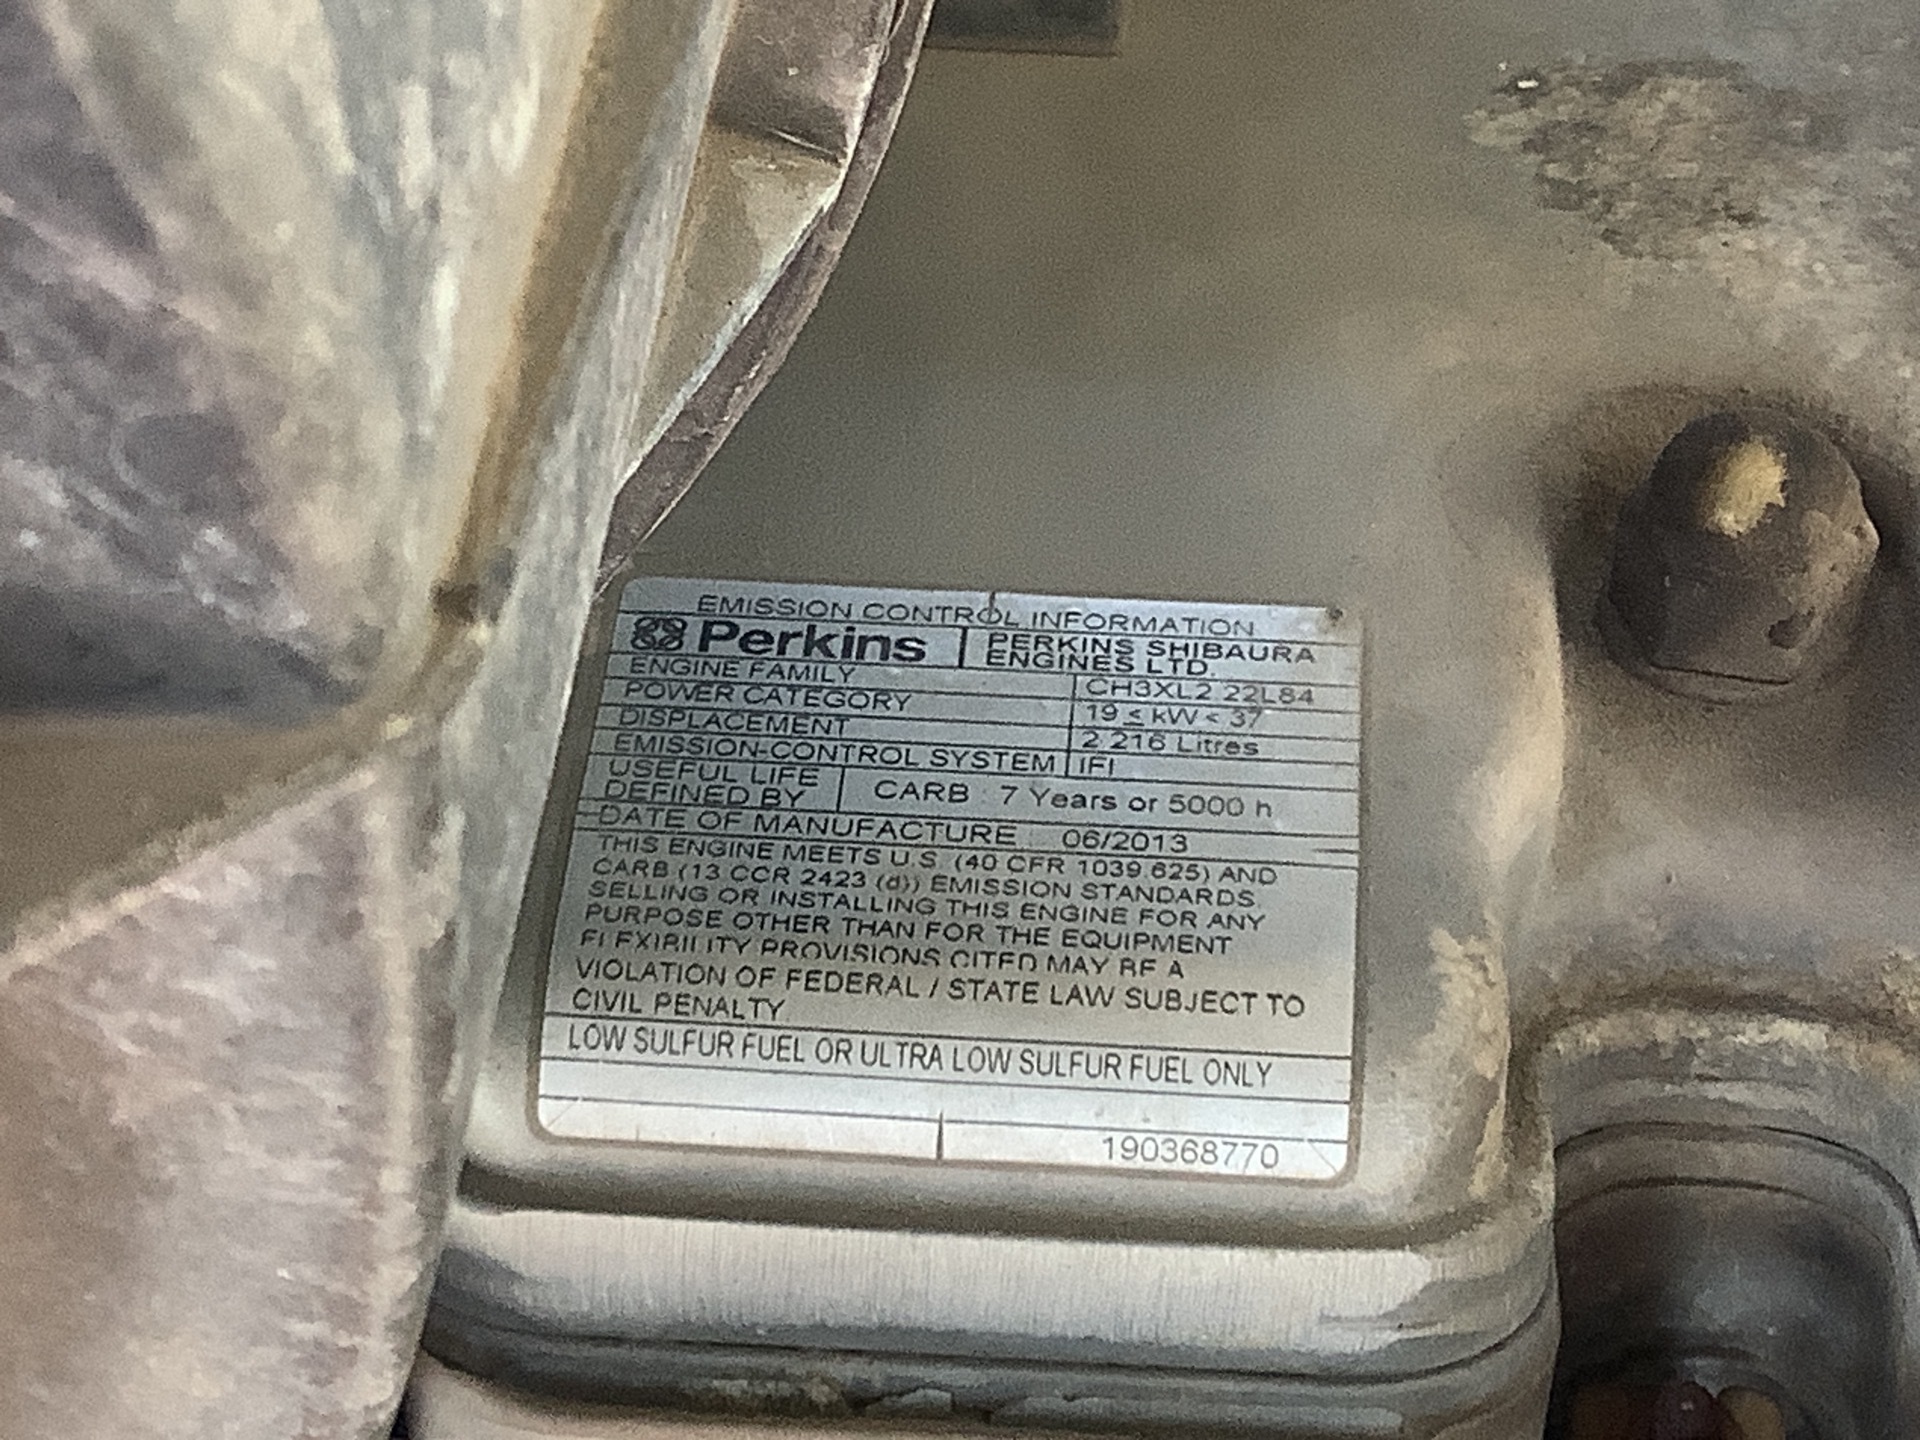 EMISSION CONTROL INFORMATION
Perkins PERKINS SHIBAURA
ENGINES LTD.
ENGINE FAMILY CH3XL2.22L84
POWER CATEGORY 19 ≤ kW < 37
DISPLACEMENT 2.216 Litres
EMISSION-CONTROL SYSTEM IFI
USEFUL LIFE
DEFINED BY CARB : 7 Years or 5000 h
DATE OF MANUFACTURE : 06/2013
THIS ENGINE MEETS U.S. (40 CFR 1039.625) AND
CARB (13 CCR 2423 (d)) EMISSION STANDARDS.
SELLING OR INSTALLING THIS ENGINE FOR ANY
PURPOSE OTHER THAN FOR THE EQUIPMENT
FLEXIBILITY PROVISIONS CITED MAY BE A
VIOLATION OF FEDERAL / STATE LAW SUBJECT TO
CIVIL PENALTY.
LOW SULFUR FUEL OR ULTRA LOW SULFUR FUEL ONLY
190368770